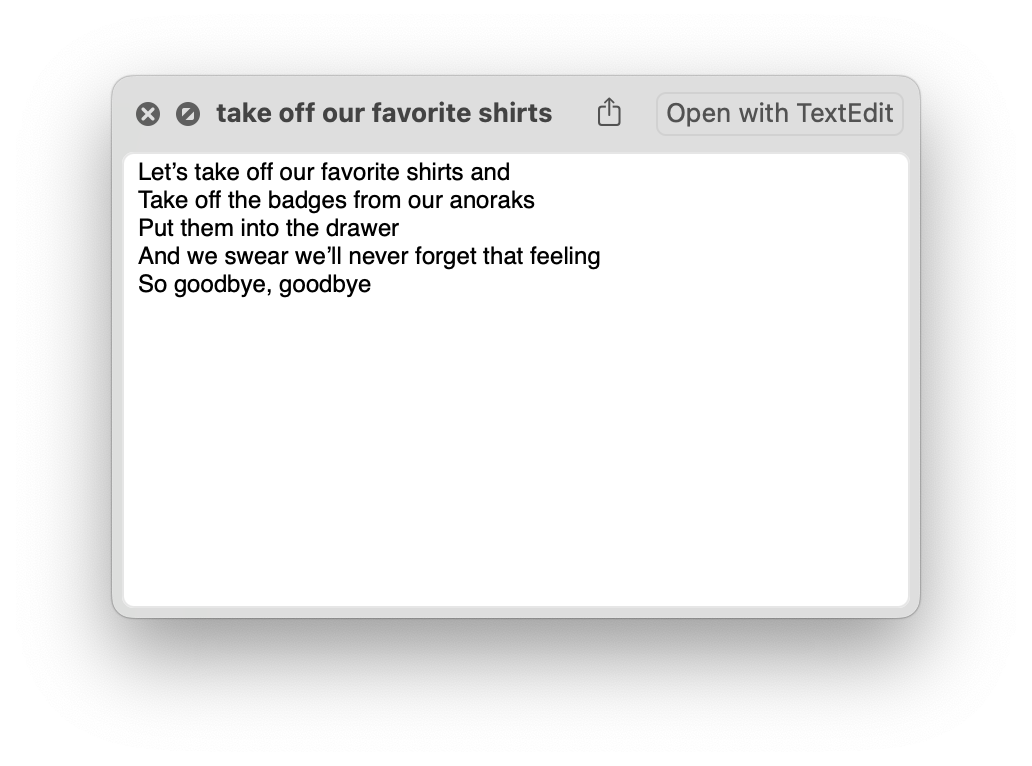 take off our favorite shirts
Open with TextEdit
Let’s take off our favorite shirts and
Take off the badges from our anoraks
Put them into the drawer
And we swear we’ll never forget that feeling
So goodbye, goodbye